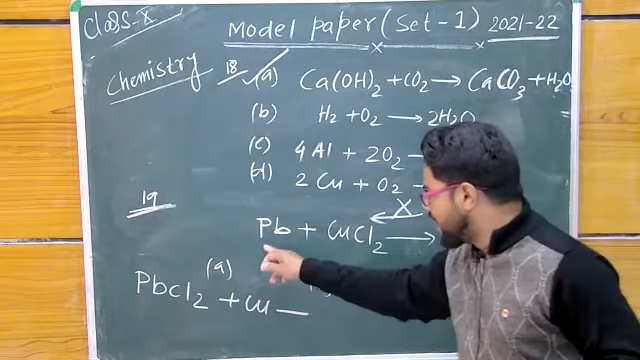 Class-X
Model paper (Set-1) 2021-22
Chemistry
18 (a) Ca(OH)2 + CO2 → CaCO3 + H2O
(b) H2 + O2 → 2H2O
(c) 4Al + 2O2 →
(d) 2Cu + O2 →
19
Pb + CuCl2 →
X
(a)
PbCl2 + Cu —